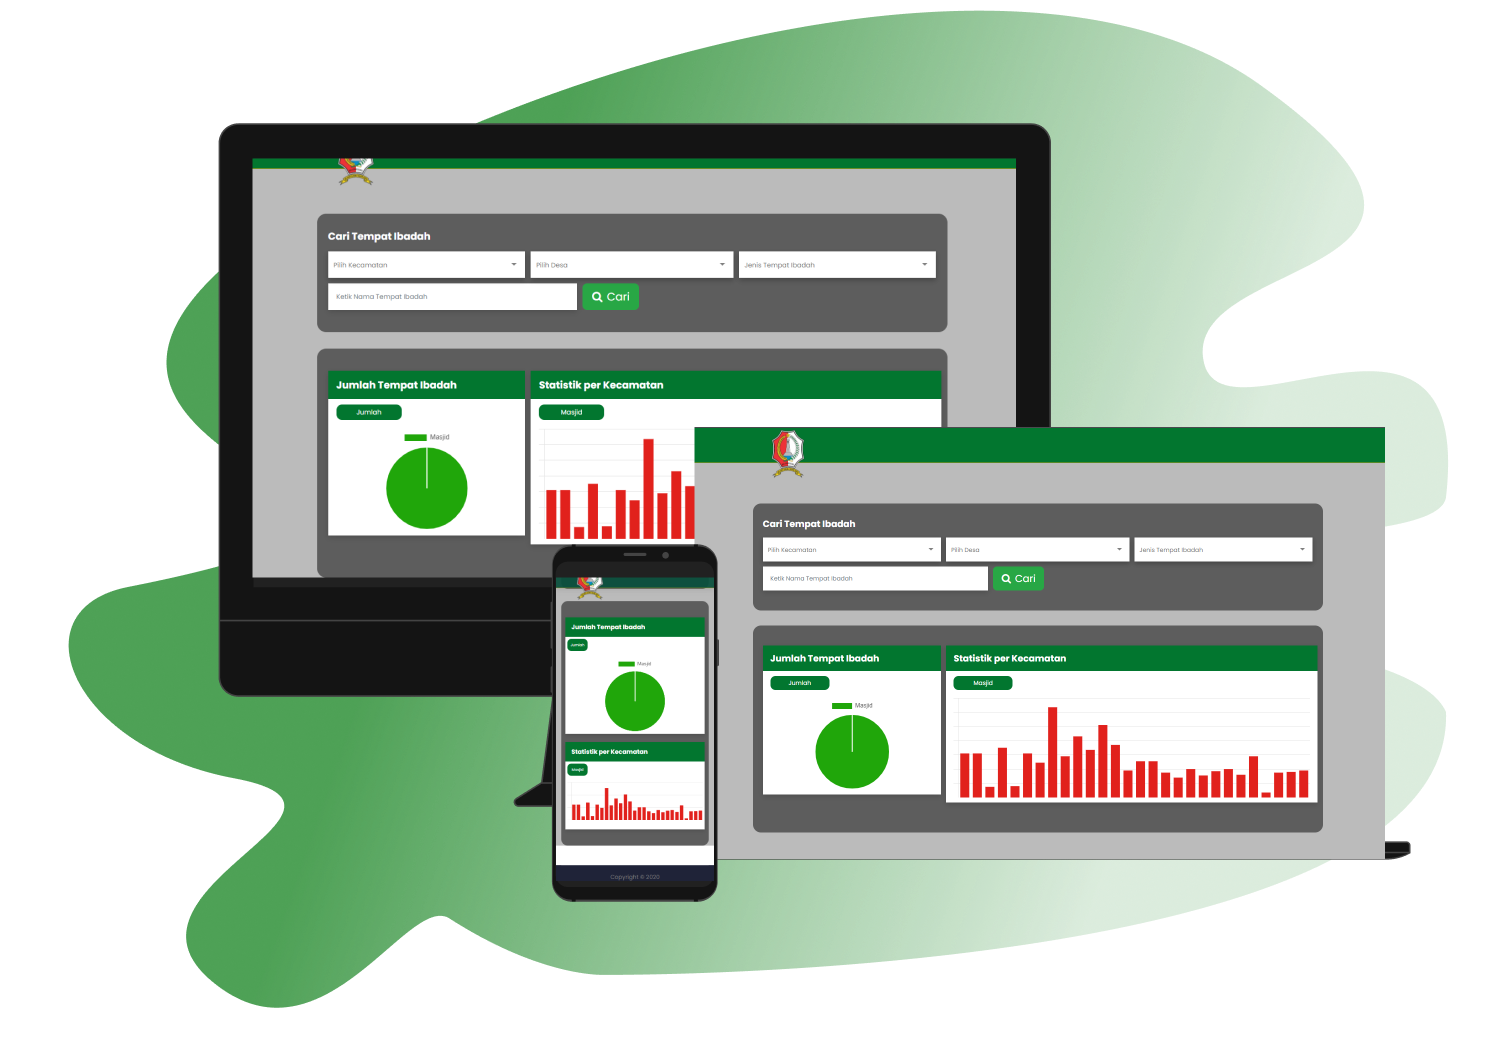 Cari Tempat Ibadah
Pilih Kecamatan
Pilih Desa
Jenis Tempat Ibadah
Ketik Nama Tempat Ibadah
Cari
Jumlah Tempat Ibadah
Statistik per Kecamatan
Jumlah
Masjid
Masjid
Cari Tempat Ibadah
Pilih Kecamatan
Pilih Desa
Jenis Tempat Ibadah
Ketik Nama Tempat Ibadah
Cari
Jumlah Tempat Ibadah
Statistik per Kecamatan
Jumlah
Masjid
Masjid
Jumlah Tempat Ibadah
Jumlah
Masjid
Statistik per Kecamatan
Masjid
Copyright © 2020